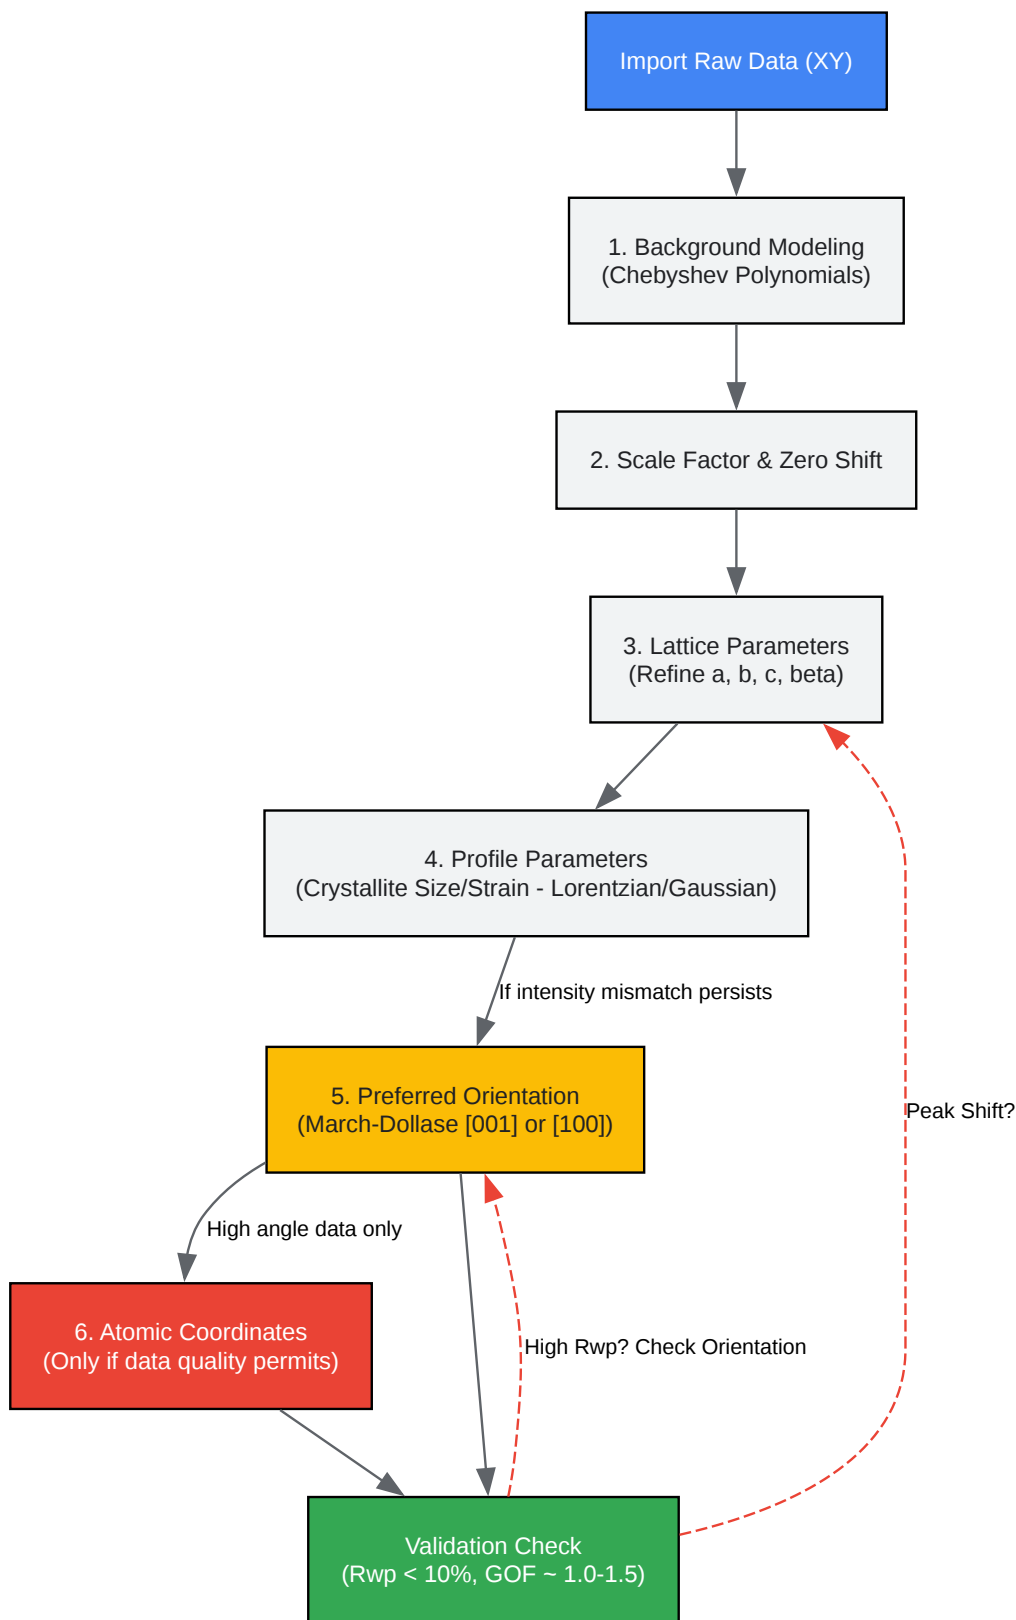 Import Raw Data (XY)
1. Background Modeling
(Chebyshev Polynomials)
2. Scale Factor & Zero Shift
3. Lattice Parameters
(Refine a, b, c, beta)
4. Profile Parameters
(Crystallite Size/Strain - Lorentzian/Gaussian)
If intensity mismatch persists
5. Preferred Orientation
(March-Dollase [001] or [100])
Peak Shift?
High angle data only
6. Atomic Coordinates
(Only if data quality permits)
High Rwp? Check Orientation
Validation Check
(Rwp < 10%, GOF ~ 1.0-1.5)